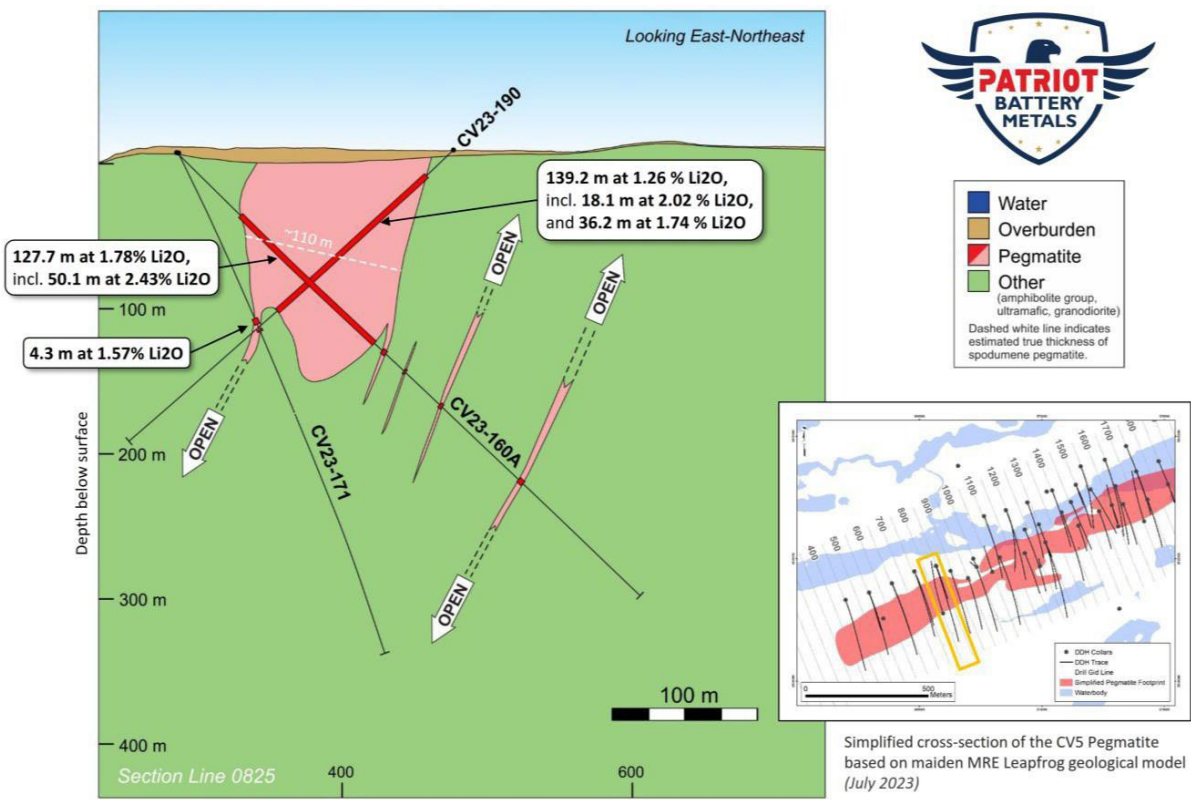 Looking East-Northeast
PATRIOT
BATTERY
METALS
CV23-190
139.2 m at 1.26 % Li2O,
incl. 18.1 m at 2.02 % Li2O,
and 36.2 m at 1.74 % Li2O
Water
Overburden
Pegmatite
Other
(amphibolite group,
ultramafic, granodiorite)
Dashed white line indicates
estimated true thickness of
spodumene pegmatite.
~110 m
127.7 m at 1.78% Li2O,
incl. 50.1 m at 2.43% Li2O
OPEN
OPEN
100 m
4.3 m at 1.57% Li2O
OPEN
CV23-171
CV23-160A
200 m
Depth below surface
OPEN
300 m
100 m
400 m
Section Line 0825
400
600
400
500
600
700
800
900
1000
1100
1200
1300
1400
1500
1600
1700
DDH Collars
DDH Trace
Drill Gid Line
Simplified Pegmatite Footprint
Waterbody
0
500
Meters
Simplified cross-section of the CV5 Pegmatite
based on maiden MRE Leapfrog geological model
(July 2023)